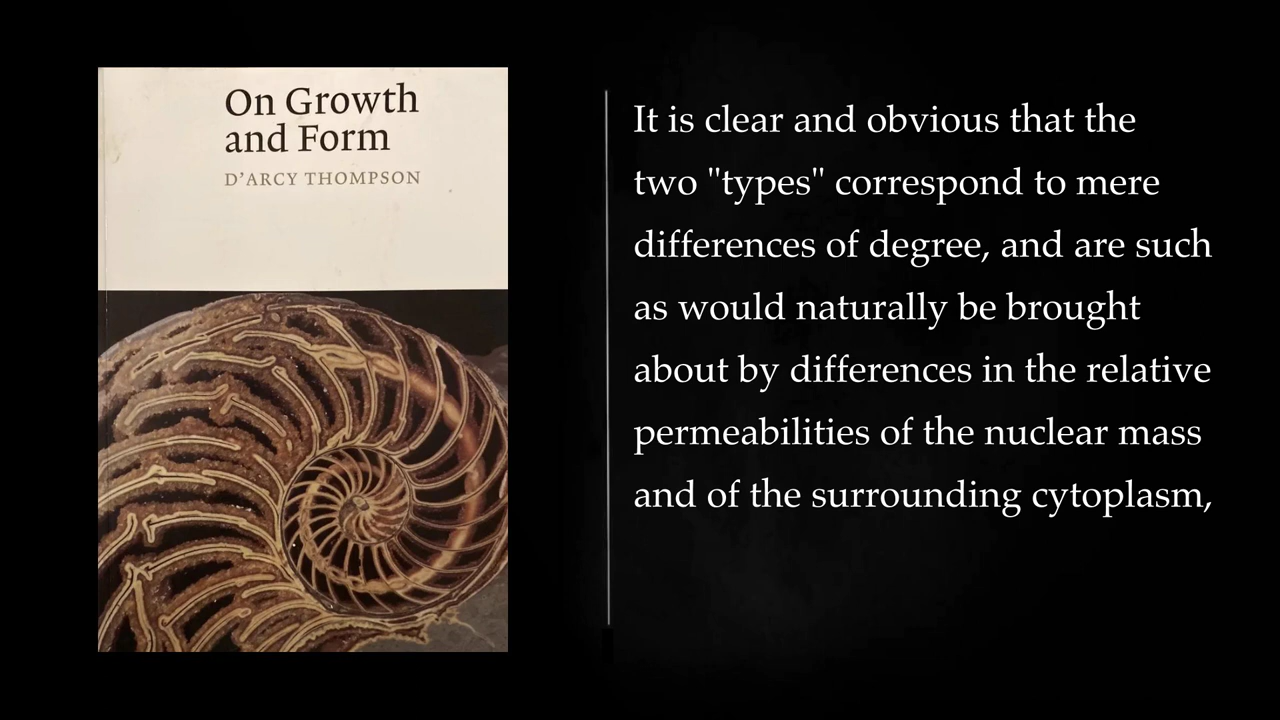 On Growth
and Form
D'ARCY THOMPSON
It is clear and obvious that the
two "types" correspond to mere
differences of degree, and are such
as would naturally be brought
about by differences in the relative
permeabilities of the nuclear mass
and of the surrounding cytoplasm,